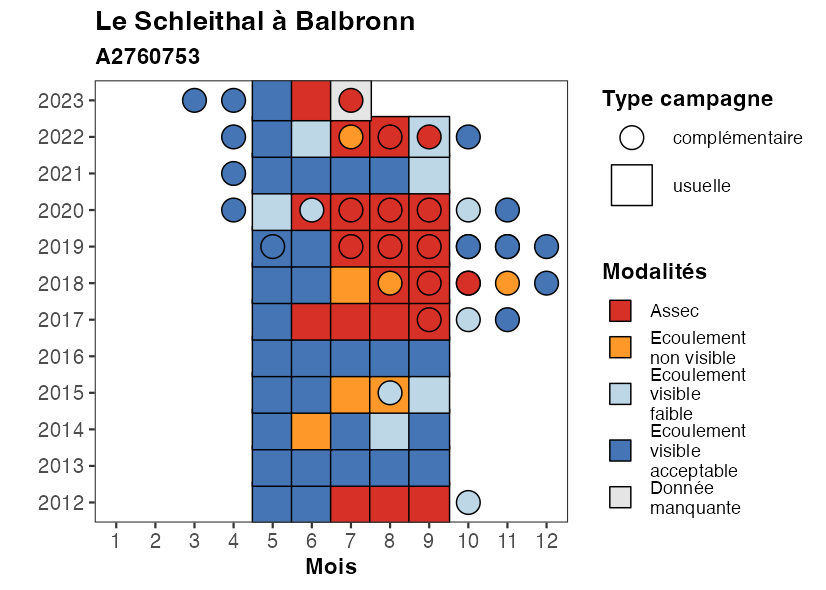 Le Schleithal à Balbronn
A2760753
2023
2022
2021
2020
2019
2018
2017
2016
2015
2014
2013
2012
1 2 3 4 5 6 7 8 9 10 11 12
Mois
Type campagne
complémentaire
usuelle
Modalités
Assec
Ecoulement
non visible
Ecoulement
visible
faible
Ecoulement
visible
acceptable
Donnée
manquante